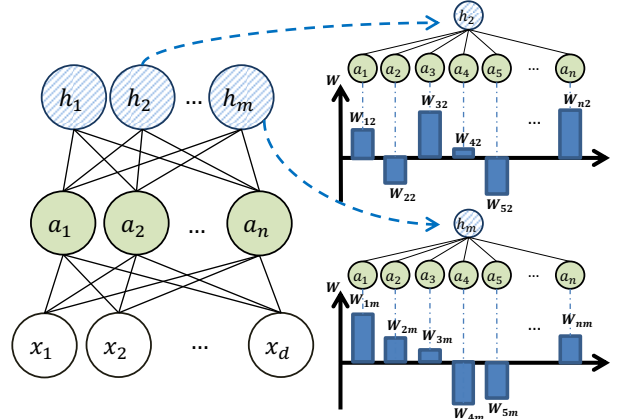 h₁ h₂ ... hₘ
a₁ a₂ ... aₙ
x₁ x₂ ... x_d
h₂
a₁ a₂ a₃ a₄ a₅ ... aₙ
W
W₁₂ W₂₂ W₃₂ W₄₂ W₅₂ ... Wₙ₂
hₘ
a₁ a₂ a₃ a₄ a₅ ... aₙ
W
W₁ₘ W₂ₘ W₃ₘ W₄ₘ W₅ₘ ... Wₙₘ